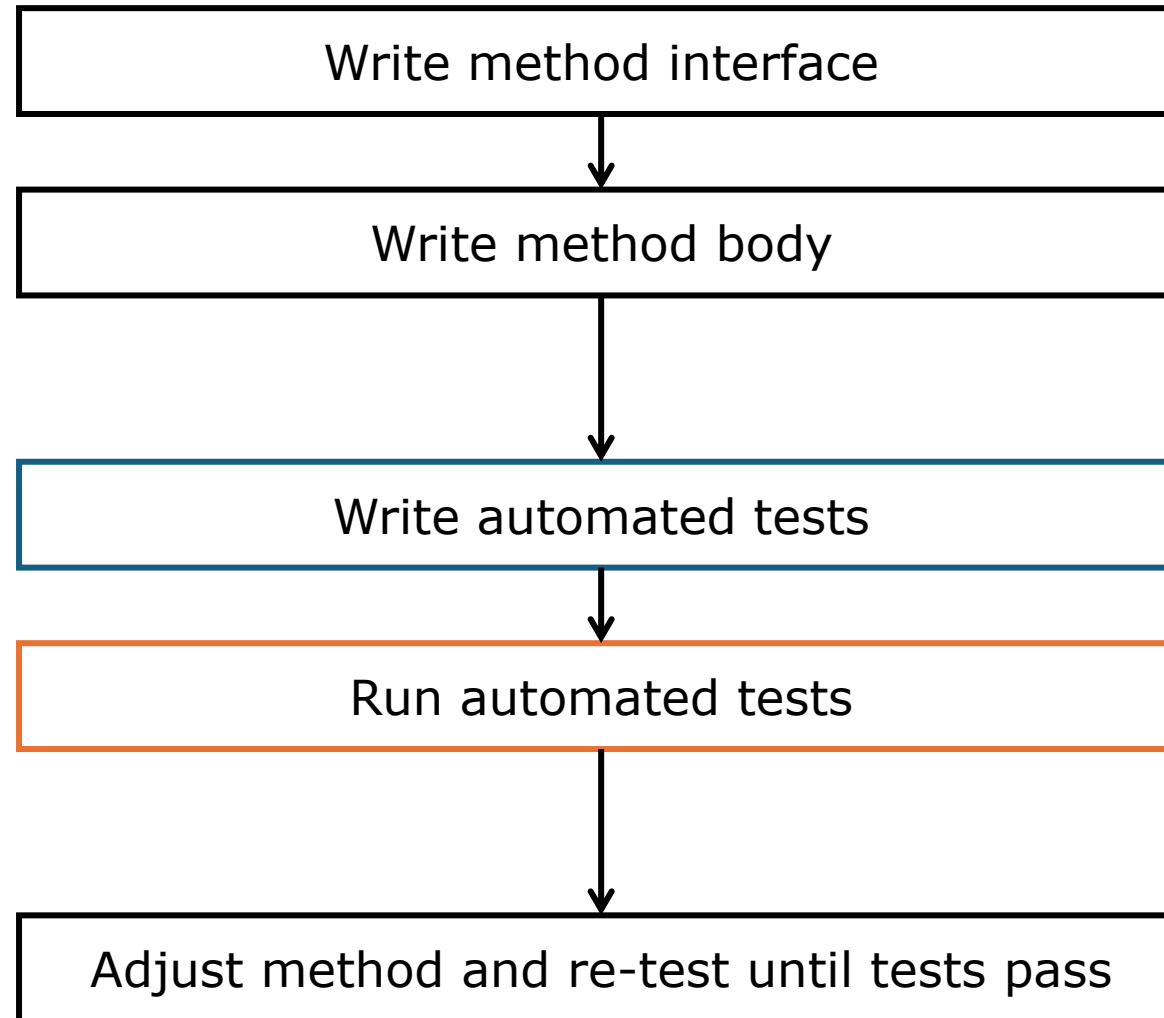 Write method interface
Write method body
Write automated tests
Run automated tests
Adjust method and re-test until tests pass